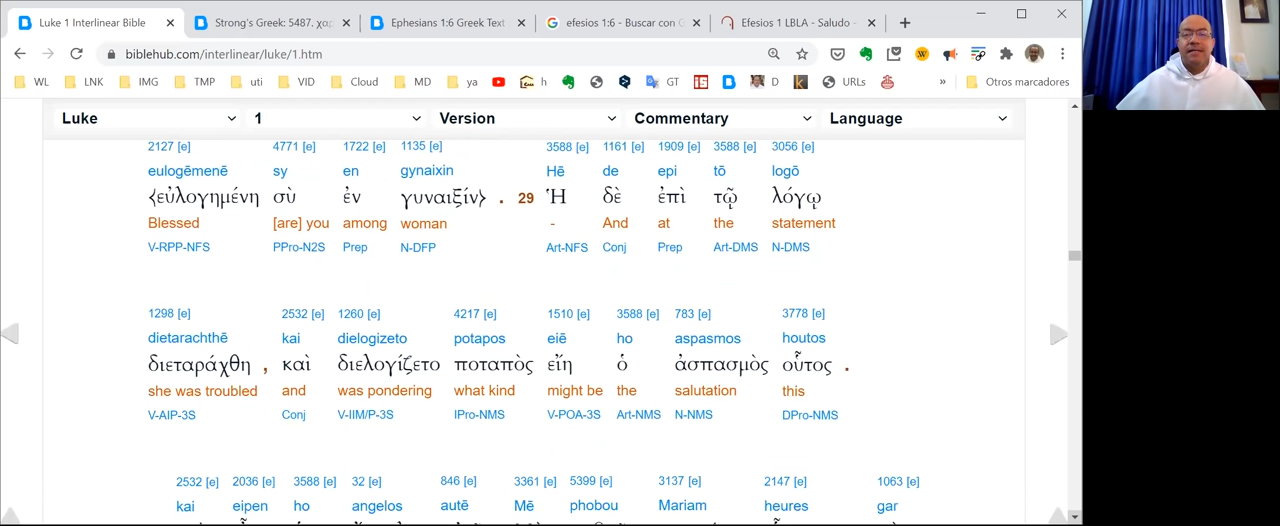 Luke 1 Interlinear Bible
Strong's Greek: 5487. χαρ
Ephesians 1:6 Greek Text
efesios 1:6 - Buscar con G
Efesios 1 LBLA - Saludo -
biblehub.com/interlinear/luke/1.htm
WL LNK IMG TMP uti VID Cloud MD ya h GT D URLs » Otros marcadores
Luke 1 Version Commentary Language
2127 [e] 4771 [e] 1722 [e] 1135 [e] 3588 [e] 1161 [e] 1909 [e] 3588 [e] 3056 [e]
eulogēmenē sy en gynaixin Hē de epi tō logō
⟨εὐλογημένη σὺ ἐν γυναιξίν⟩ . 29 Ἡ δὲ ἐπὶ τῷ λόγῳ
Blessed [are] you among woman - And at the statement
V-RPP-NFS PPro-N2S Prep N-DFP Art-NFS Conj Prep Art-DMS N-DMS
1298 [e] 2532 [e] 1260 [e] 4217 [e] 1510 [e] 3588 [e] 783 [e] 3778 [e]
dietarachthē kai dielogizeto potapos eiē ho aspasmos houtos
διεταράχθη , καὶ διελογίζετο ποταπὸς εἴη ὁ ἀσπασμὸς οὗτος .
she was troubled and was pondering what kind might be the salutation this
V-AIP-3S Conj V-IIM/P-3S IPro-NMS V-POA-3S Art-NMS N-NMS DPro-NMS
2532 [e] 2036 [e] 3588 [e] 32 [e] 846 [e] 3361 [e] 5399 [e] 3137 [e] 2147 [e] 1063 [e]
kai eipen ho angelos autē Mē phobou Mariam heures gar